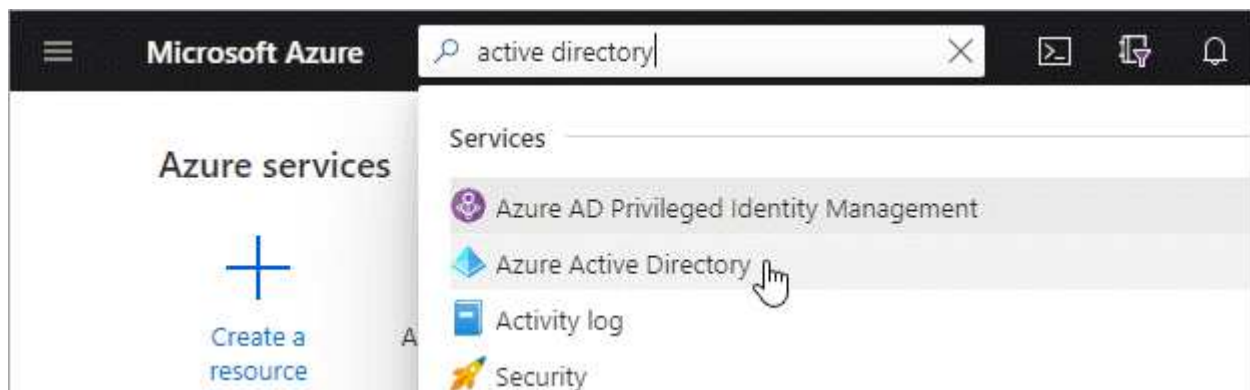 Microsoft Azure
active directory
Azure services
Services
Azure AD Privileged Identity Management
Azure Active Directory
Activity log
Security
Create a
resource
A